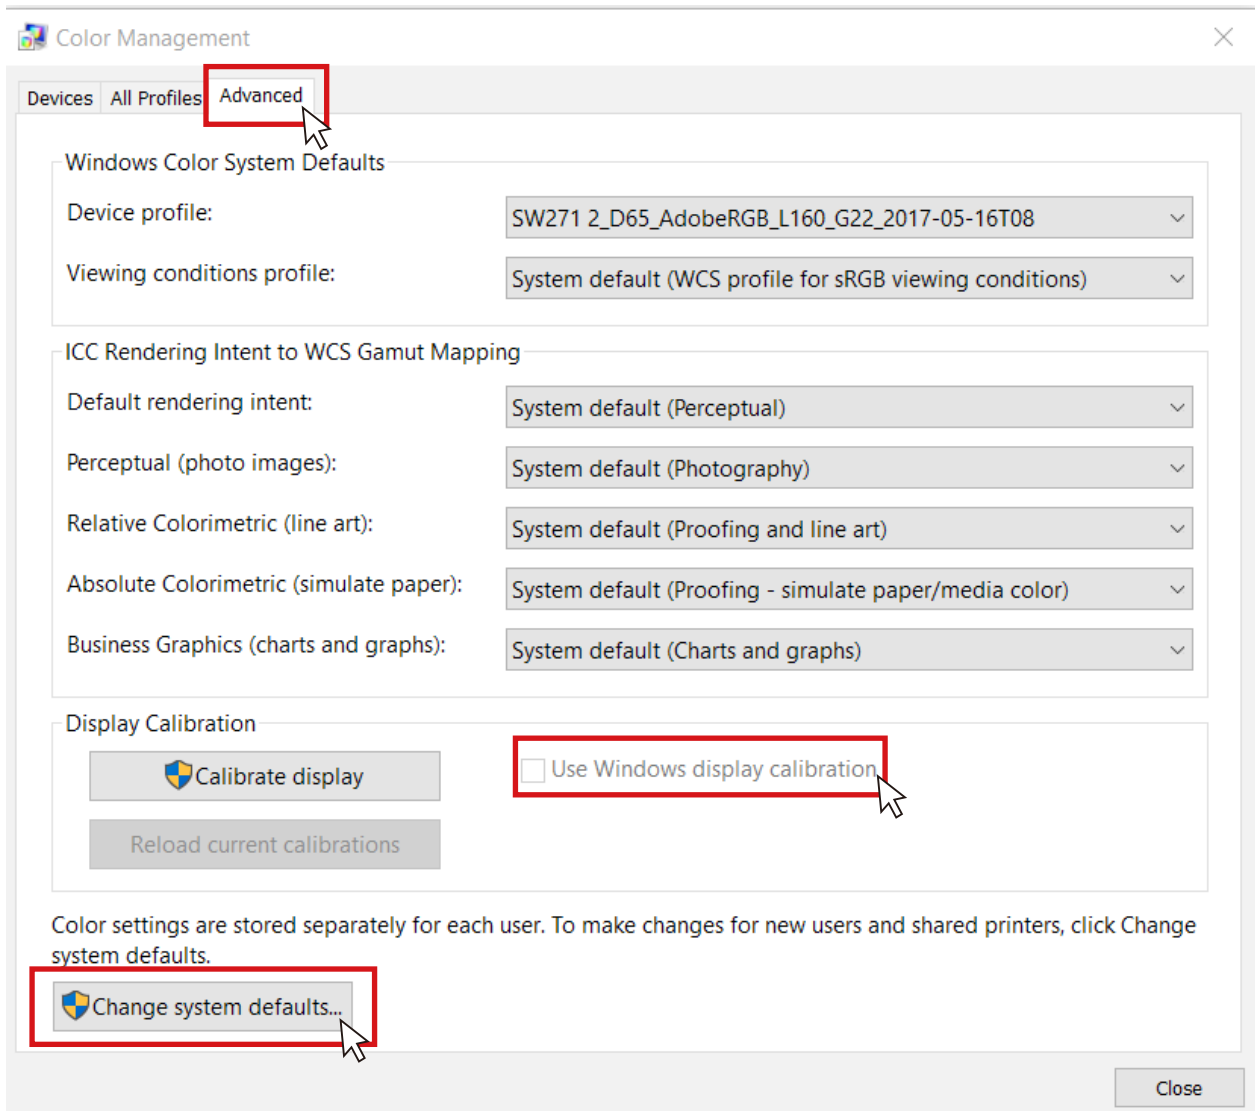 Color Management
Devices All Profiles Advanced
Windows Color System Defaults
Device profile: SW271 2_D65_AdobeRGB_L160_G22_2017-05-16T08
Viewing conditions profile: System default (WCS profile for sRGB viewing conditions)
ICC Rendering Intent to WCS Gamut Mapping
Default rendering intent: System default (Perceptual)
Perceptual (photo images): System default (Photography)
Relative Colorimetric (line art): System default (Proofing and line art)
Absolute Colorimetric (simulate paper): System default (Proofing - simulate paper/media color)
Business Graphics (charts and graphs): System default (Charts and graphs)
Display Calibration
Calibrate display Use Windows display calibration
Reload current calibrations
Color settings are stored separately for each user. To make changes for new users and shared printers, click Change
system defaults.
Change system defaults...
Close